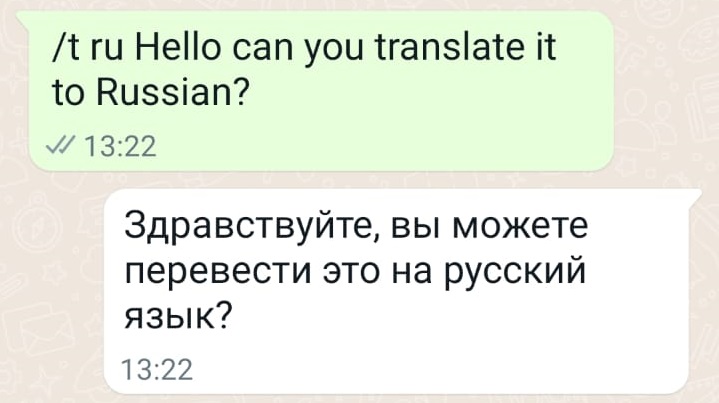 /t ru Hello can you translate it
to Russian?
13:22
Здравствуйте, вы можете
перевести это на русский
язык?
13:22